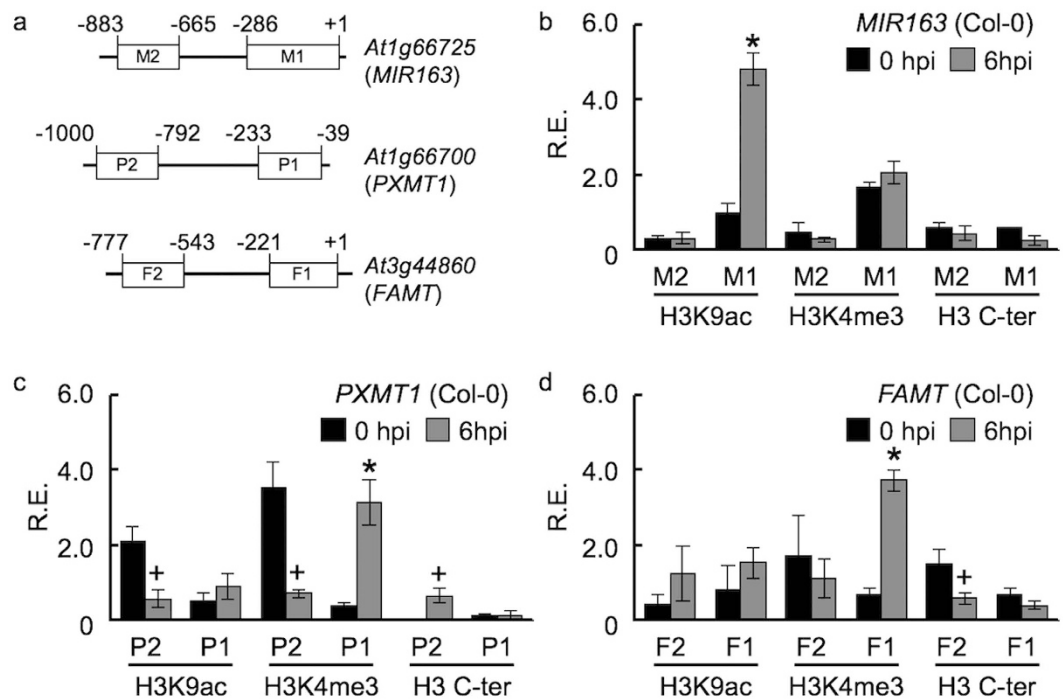 a
-883 -665 -286 +1
M2 M1
At1g66725
(MIR163)
-1000 -792 -233 -39
P2 P1
At1g66700
(PXMT1)
-777 -543 -221 +1
F2 F1
At3g44860
(FAMT)
b
MIR163 (Col-0)
0 hpi 6hpi
R.E.
6.0
4.0
2.0
0
*
M2 M1 M2 M1 M2 M1
H3K9ac H3K4me3 H3 C-ter
c
PXMT1 (Col-0)
0 hpi 6hpi
R.E.
6.0
4.0
2.0
0
+ + * +
P2 P1 P2 P1 P2 P1
H3K9ac H3K4me3 H3 C-ter
d
FAMT (Col-0)
0 hpi 6hpi
R.E.
6.0
4.0
2.0
0
* +
F2 F1 F2 F1 F2 F1
H3K9ac H3K4me3 H3 C-ter